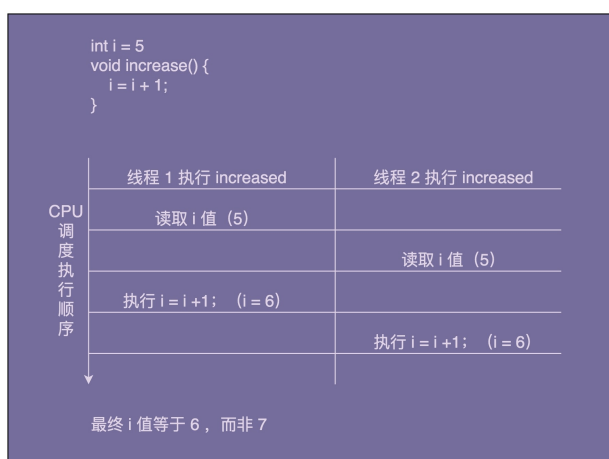 int i = 5
void increase() {
i = i + 1;
}
线程 1 执行 increased
线程 2 执行 increased
CPU
调
度
执
行
顺
序
读取 i 值（5）
读取 i 值（5）
执行 i = i +1；（i = 6）
执行 i = i +1；（i = 6）
最终 i 值等于 6 ，而非 7